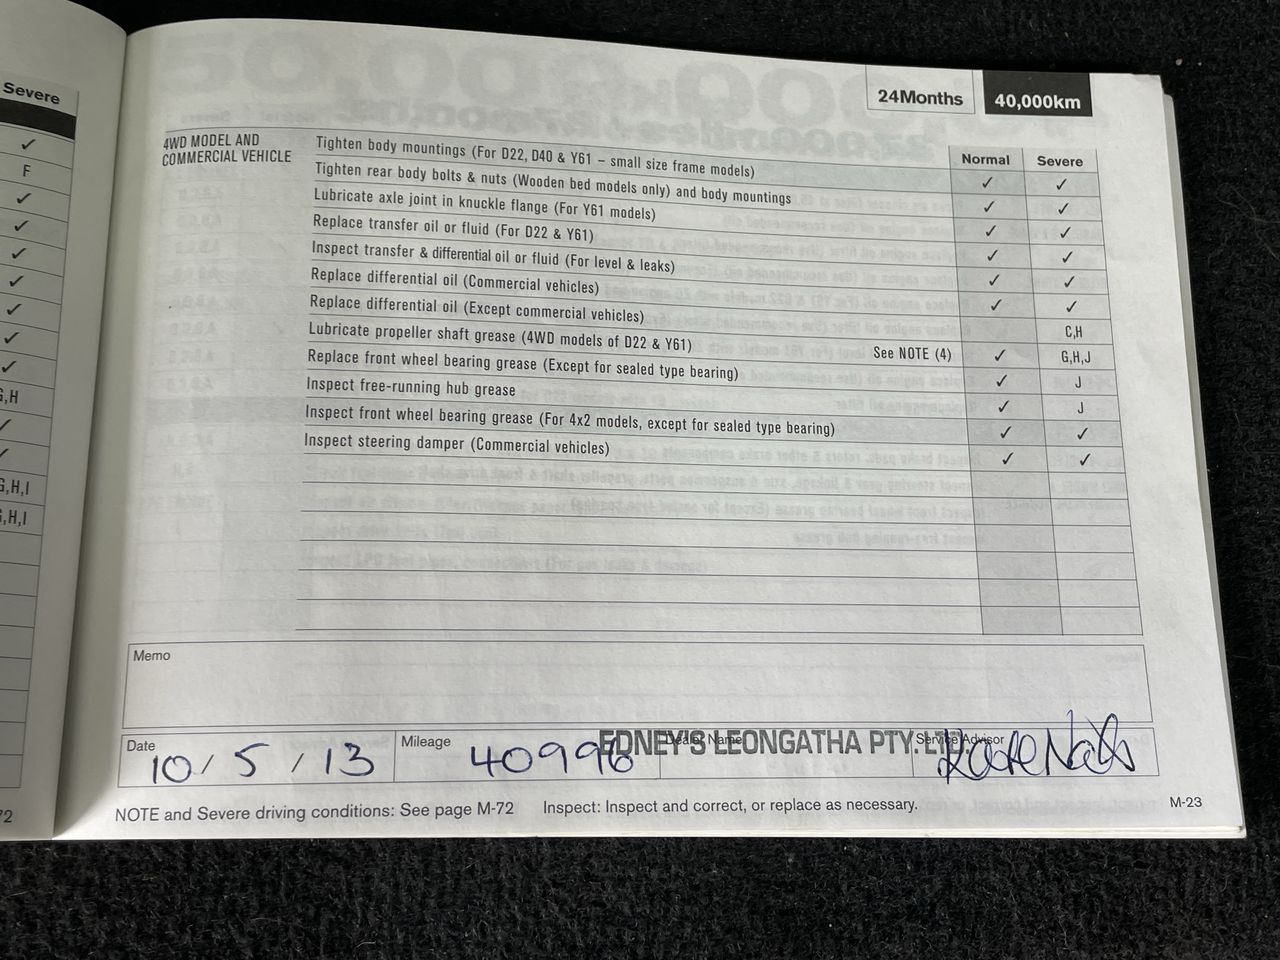 Severe
✓
F
✓
✓
✓
✓
✓
✓
✓
G,H
✓
✓
G,H,I
G,H,I
72
24Months 40,000km
Normal Severe
4WD MODEL AND COMMERCIAL VEHICLE
Tighten body mountings (For D22, D40 & Y61 – small size frame models) ✓ ✓
Tighten rear body bolts & nuts (Wooden bed models only) and body mountings ✓ ✓
Lubricate axle joint in knuckle flange (For Y61 models) ✓ ✓
Replace transfer oil or fluid (For D22 & Y61) ✓ ✓
Inspect transfer & differential oil or fluid (For level & leaks) ✓ ✓
Replace differential oil (Commercial vehicles) ✓ ✓
Replace differential oil (Except commercial vehicles) C,H
Lubricate propeller shaft grease (4WD models of D22 & Y61) See NOTE (4) ✓ G,H,J
Replace front wheel bearing grease (Except for sealed type bearing) ✓ J
Inspect free-running hub grease ✓ J
Inspect front wheel bearing grease (For 4x2 models, except for sealed type bearing) ✓ ✓
Inspect steering damper (Commercial vehicles) ✓ ✓
Memo
Date 10/5/13 Mileage 40996 Dealer Name EDNEY'S LEONGATHA PTY. LTD. Service Advisor
NOTE and Severe driving conditions: See page M-72 Inspect: Inspect and correct, or replace as necessary. M-23